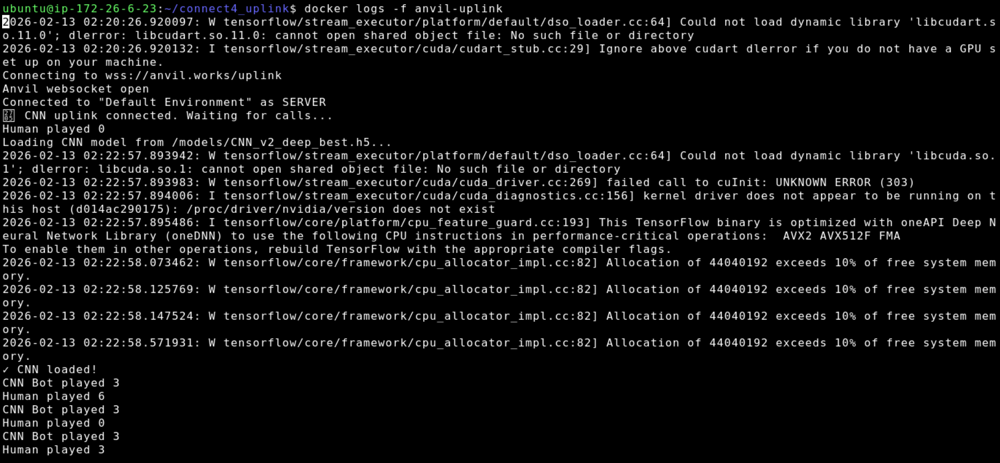 ubuntu@ip-172-26-6-23:~/connect4_uplink$ docker logs -f anvil-uplink
2026-02-13 02:20:26.920097: W tensorflow/stream_executor/platform/default/dso_loader.cc:64] Could not load dynamic library 'libcudart.s
o.11.0'; dlerror: libcudart.so.11.0: cannot open shared object file: No such file or directory
2026-02-13 02:20:26.920132: I tensorflow/stream_executor/cuda/cudart_stub.cc:29] Ignore above cudart dlerror if you do not have a GPU s
et up on your machine.
Connecting to wss://anvil.works/uplink
Anvil websocket open
Connected to "Default Environment" as SERVER
2705 CNN uplink connected. Waiting for calls...
Human played 0
Loading CNN model from /models/CNN_v2_deep_best.h5...
2026-02-13 02:22:57.893942: W tensorflow/stream_executor/platform/default/dso_loader.cc:64] Could not load dynamic library 'libcuda.so.
1'; dlerror: libcuda.so.1: cannot open shared object file: No such file or directory
2026-02-13 02:22:57.893983: W tensorflow/stream_executor/cuda/cuda_driver.cc:269] failed call to cuInit: UNKNOWN ERROR (303)
2026-02-13 02:22:57.894006: I tensorflow/stream_executor/cuda/cuda_diagnostics.cc:156] kernel driver does not appear to be running on t
his host (d014ac290175): /proc/driver/nvidia/version does not exist
2026-02-13 02:22:57.895486: I tensorflow/core/platform/cpu_feature_guard.cc:193] This TensorFlow binary is optimized with oneAPI Deep N
eural Network Library (oneDNN) to use the following CPU instructions in performance-critical operations:  AVX2 AVX512F FMA
To enable them in other operations, rebuild TensorFlow with the appropriate compiler flags.
2026-02-13 02:22:58.073462: W tensorflow/core/framework/cpu_allocator_impl.cc:82] Allocation of 44040192 exceeds 10% of free system mem
ory.
2026-02-13 02:22:58.125769: W tensorflow/core/framework/cpu_allocator_impl.cc:82] Allocation of 44040192 exceeds 10% of free system mem
ory.
2026-02-13 02:22:58.147524: W tensorflow/core/framework/cpu_allocator_impl.cc:82] Allocation of 44040192 exceeds 10% of free system mem
ory.
2026-02-13 02:22:58.571931: W tensorflow/core/framework/cpu_allocator_impl.cc:82] Allocation of 44040192 exceeds 10% of free system mem
ory.
✓ CNN loaded!
CNN Bot played 3
Human played 6
CNN Bot played 3
Human played 0
CNN Bot played 3
Human played 3